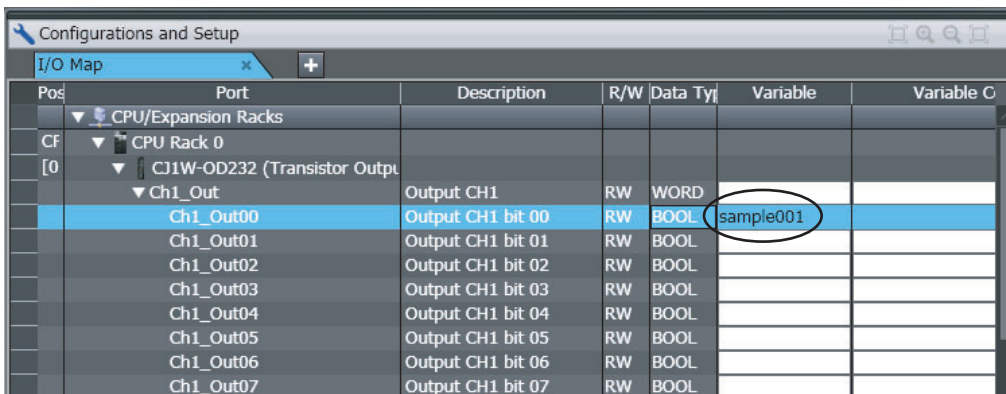 Configurations and Setup
I/O Map × +
Pos Port Description R/W Data Typ Variable Variable C
CPU/Expansion Racks
CF CPU Rack 0
[0 CJ1W-OD232 (Transistor Outpu
Ch1_Out Output CH1 RW WORD
Ch1_Out00 Output CH1 bit 00 RW BOOL sample001
Ch1_Out01 Output CH1 bit 01 RW BOOL
Ch1_Out02 Output CH1 bit 02 RW BOOL
Ch1_Out03 Output CH1 bit 03 RW BOOL
Ch1_Out04 Output CH1 bit 04 RW BOOL
Ch1_Out05 Output CH1 bit 05 RW BOOL
Ch1_Out06 Output CH1 bit 06 RW BOOL
Ch1_Out07 Output CH1 bit 07 RW BOOL